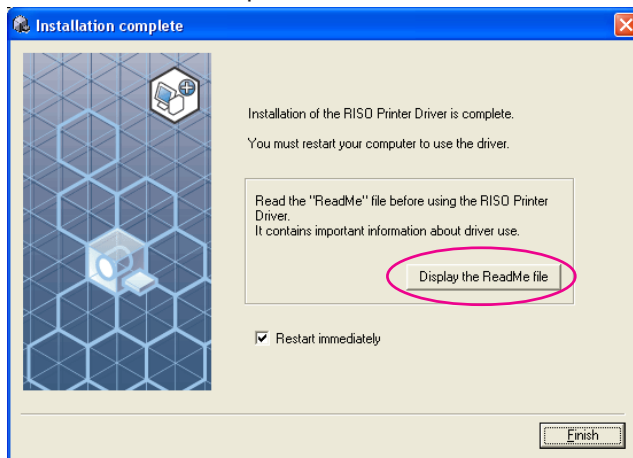 Installation complete
Installation of the RISO Printer Driver is complete.
You must restart your computer to use the driver.
Read the "ReadMe" file before using the RISO Printer
Driver.
It contains important information about driver use.
Display the ReadMe file
Restart immediately
Finish